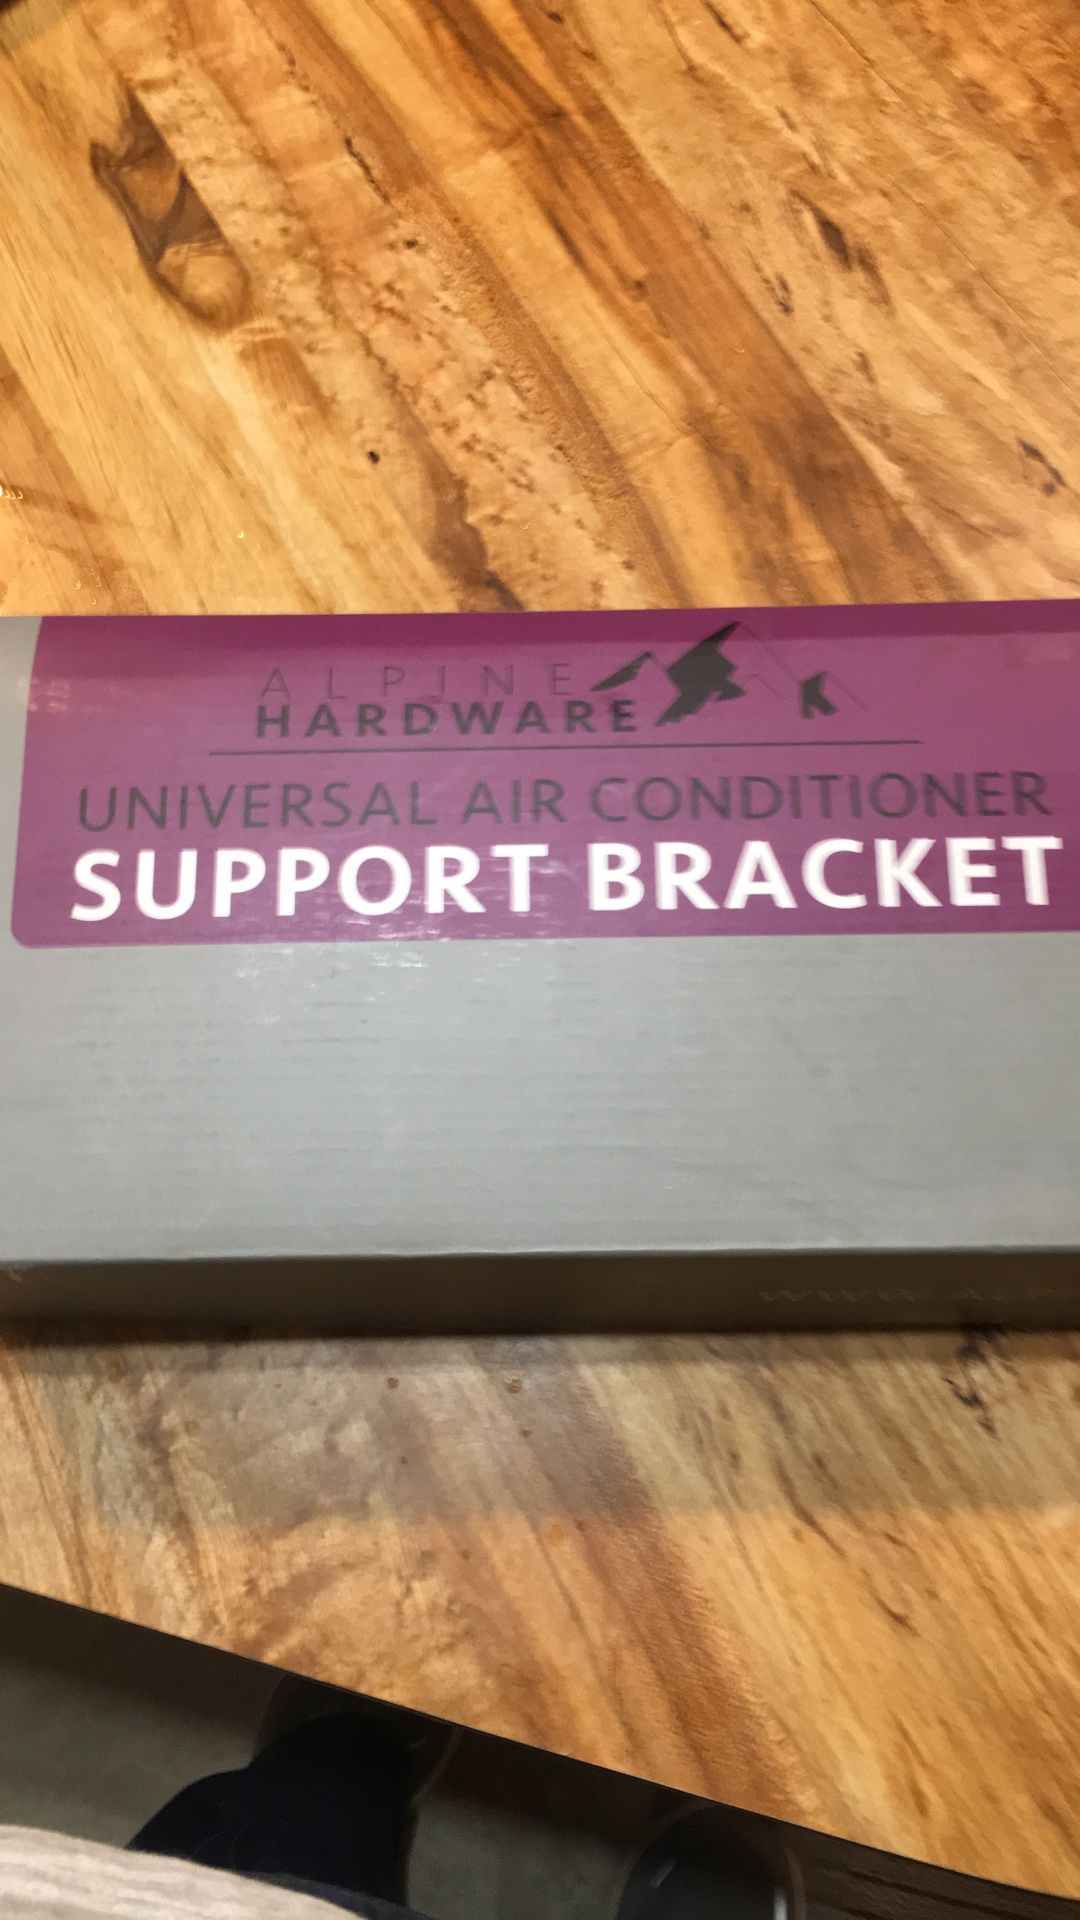 ALPINE
HARDWARE
UNIVERSAL AIR CONDITIONER
SUPPORT BRACKET